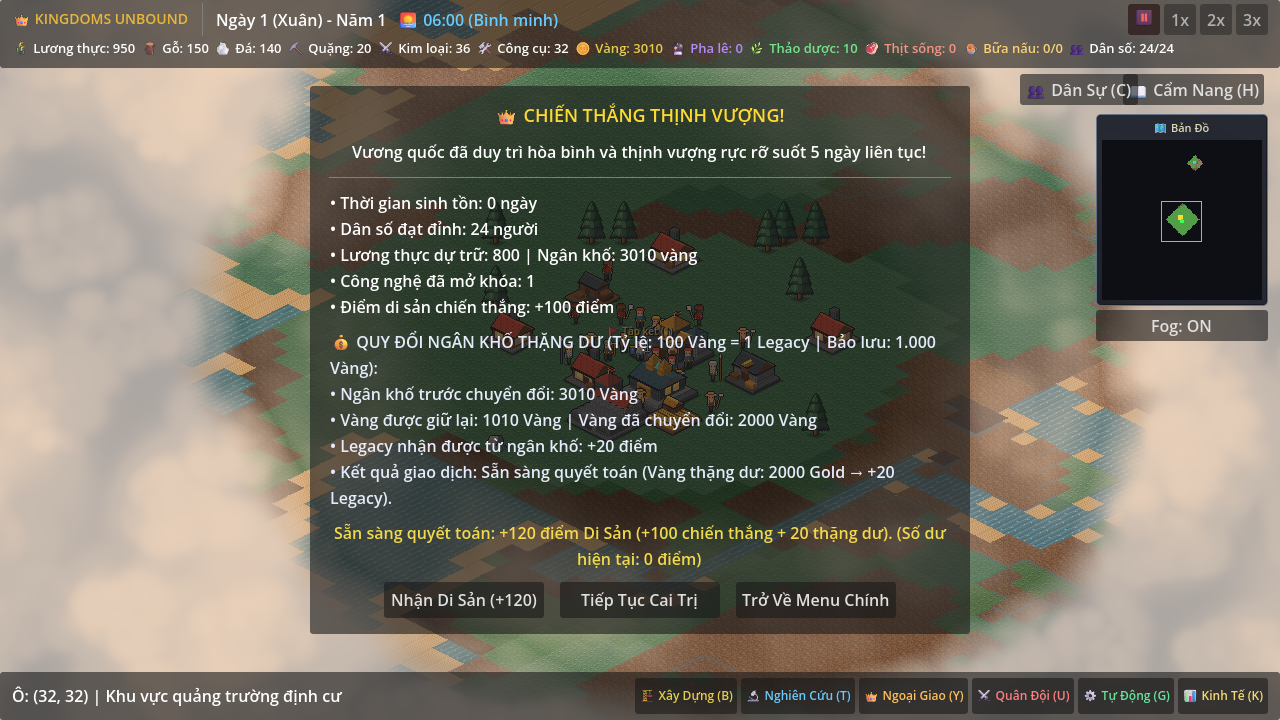 KINGDOMS UNBOUND Ngày 1 (Xuân) - Năm 1 06:00 (Bình minh) 1x 2x 3x
Lương thực: 950 Gỗ: 150 Đá: 140 Quặng: 20 Kim loại: 36 Công cụ: 32 Vàng: 3010 Pha lê: 0 Thảo dược: 10 Thịt sống: 0 Bữa nấu: 0/0 Dân số: 24/24
Dân Sự (C) Cẩm Nang (H)
Bản Đồ
Fog: ON
CHIẾN THẮNG THỊNH VƯỢNG!
Vương quốc đã duy trì hòa bình và thịnh vượng rực rỡ suốt 5 ngày liên tục!
• Thời gian sinh tồn: 0 ngày
• Dân số đạt đỉnh: 24 người
• Lương thực dự trữ: 800 | Ngân khố: 3010 vàng
• Công nghệ đã mở khóa: 1
• Điểm di sản chiến thắng: +100 điểm
QUY ĐỔI NGÂN KHỐ THẶNG DƯ (Tỷ lệ: 100 Vàng = 1 Legacy | Bảo lưu: 1.000
Vàng):
• Ngân khố trước chuyển đổi: 3010 Vàng
• Vàng được giữ lại: 1010 Vàng | Vàng đã chuyển đổi: 2000 Vàng
• Legacy nhận được từ ngân khố: +20 điểm
• Kết quả giao dịch: Sẵn sàng quyết toán (Vàng thặng dư: 2000 Gold → +20
Legacy).
Sẵn sàng quyết toán: +120 điểm Di Sản (+100 chiến thắng + 20 thặng dư). (Số dư
hiện tại: 0 điểm)
Nhận Di Sản (+120) Tiếp Tục Cai Trị Trở Về Menu Chính
Ô: (32, 32) | Khu vực quảng trường định cư
Xây Dựng (B) Nghiên Cứu (T) Ngoại Giao (Y) Quân Đội (U) Tự Động (G) Kinh Tế (K)